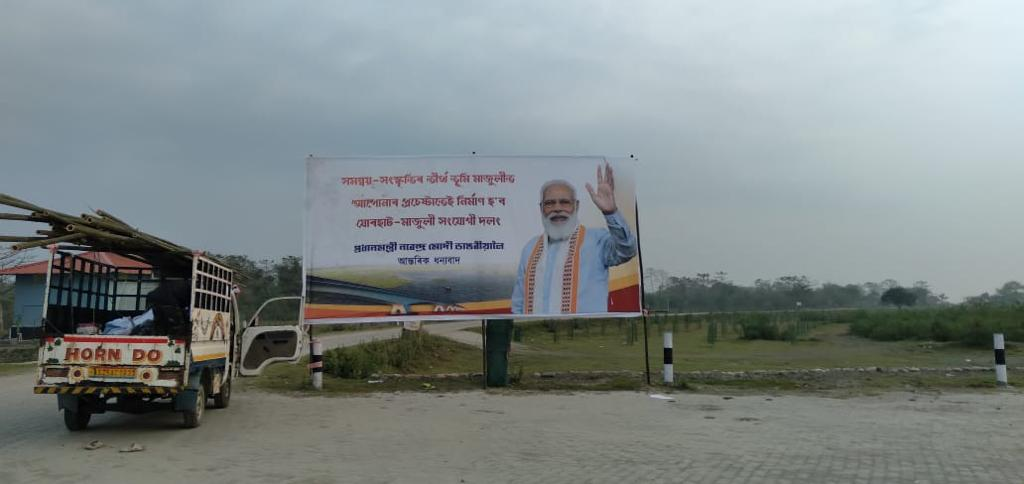 সমন্বয়-সংস্কৃতিৰ তীৰ্থ ভূমি মাজুলীত
'আপোনাৰ প্ৰচেষ্টাতেই নিৰ্মাণ হ'ব
যোৰহাট-মাজুলী সংযোগী দলং
প্ৰধানমন্ত্ৰী নৰেন্দ্ৰ মোদী ডাঙৰীয়ালৈ
আন্তৰিক ধন্যবাদ
HORN DO